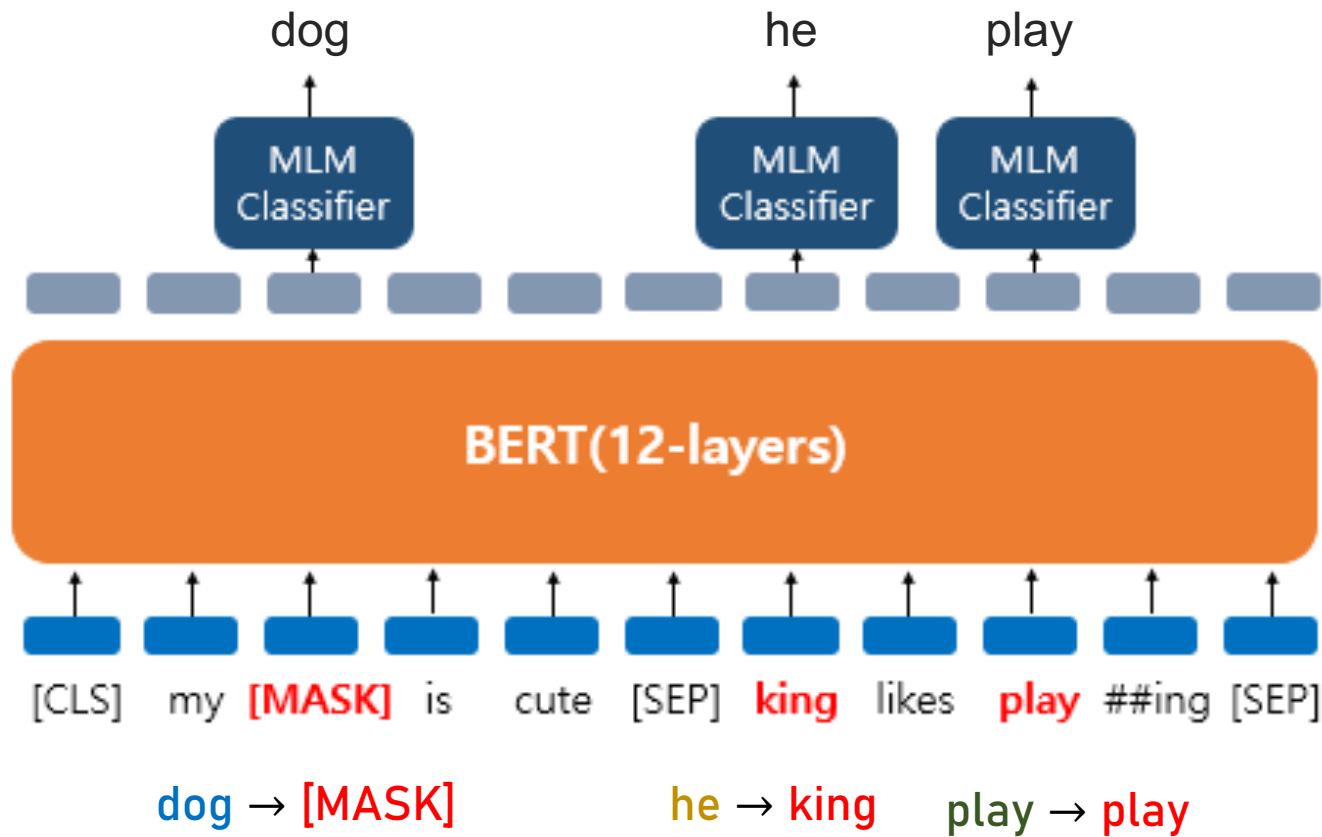 dog he play
MLM Classifier MLM Classifier MLM Classifier
BERT(12-layers)
[CLS] my [MASK] is cute [SEP] king likes play ##ing [SEP]
dog → [MASK] he → king play → play